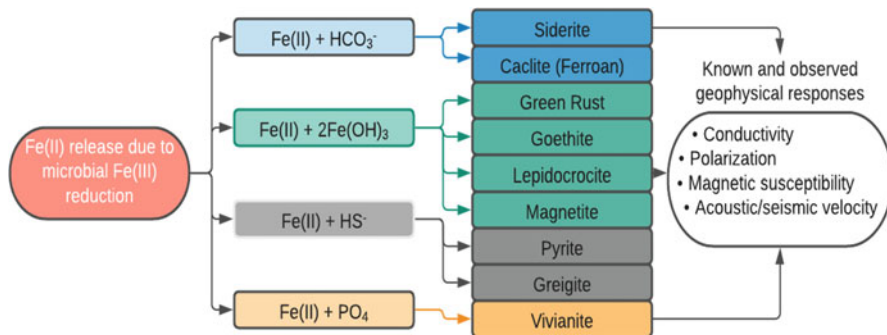 Fe(II) release due to
microbial Fe(III)
reduction
Fe(II) + HCO₃⁻
Fe(II) + 2Fe(OH)₃
Fe(II) + HS⁻
Fe(II) + PO₄
Siderite
Caclite (Ferroan)
Green Rust
Goethite
Lepidocrocite
Magnetite
Pyrite
Greigite
Vivianite
Known and observed
geophysical responses
• Conductivity
• Polarization
• Magnetic susceptibility
• Acoustic/seismic velocity